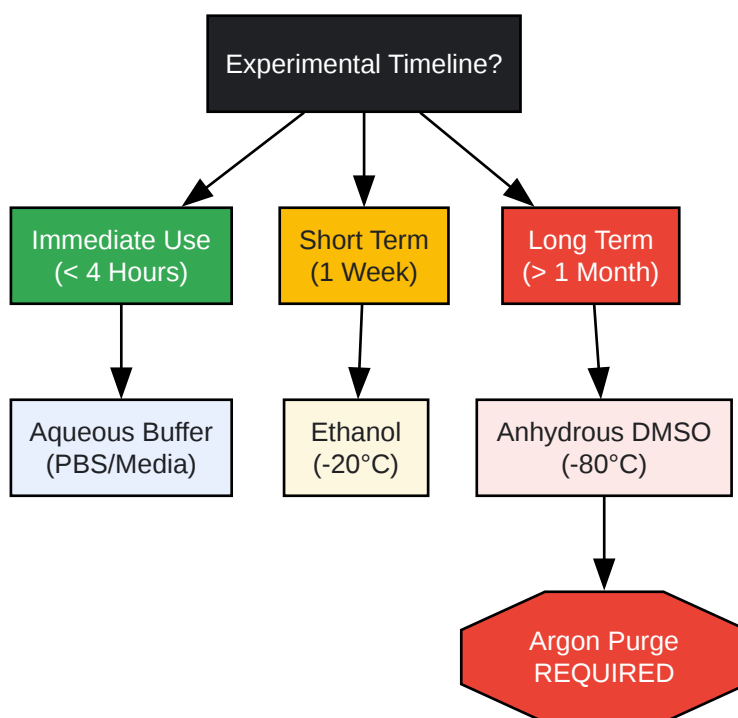 Experimental Timeline?
Immediate Use
(< 4 Hours)
Short Term
(1 Week)
Long Term
(> 1 Month)
Aqueous Buffer
(PBS/Media)
Ethanol
(-20°C)
Anhydrous DMSO
(-80°C)
Argon Purge
REQUIRED